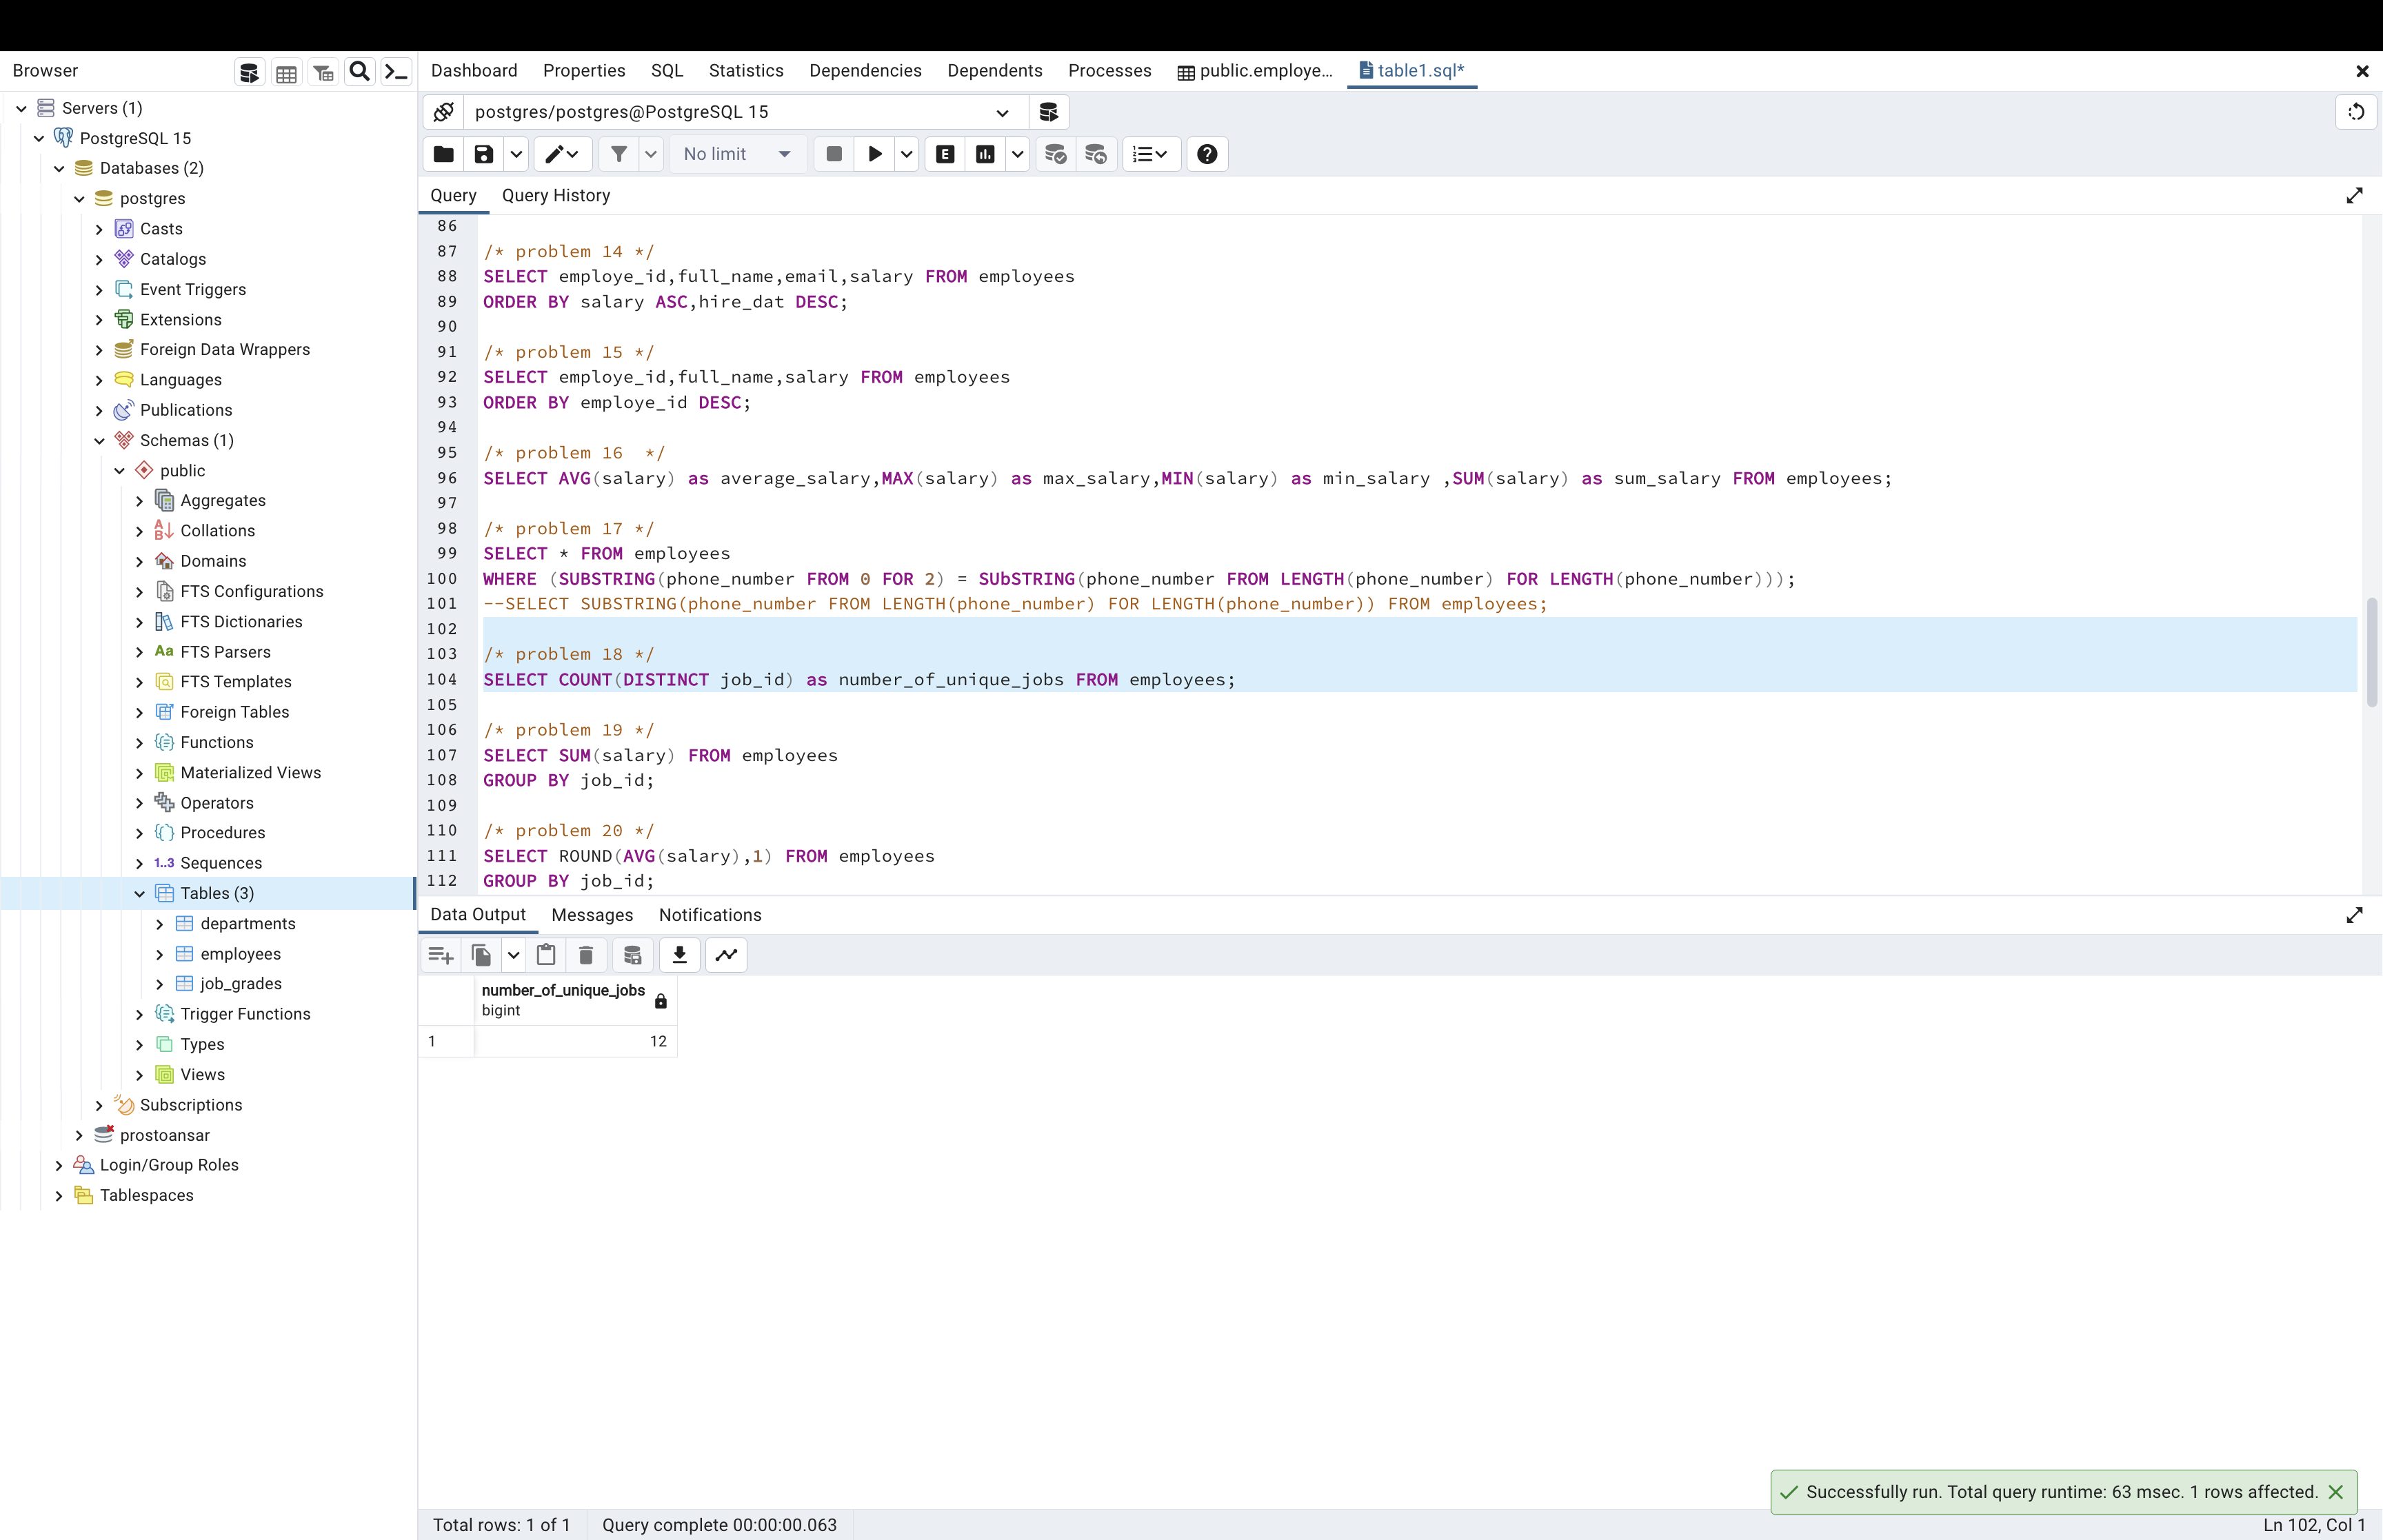 Browser
Servers (1)
PostgreSQL 15
Databases (2)
postgres
Casts
Catalogs
Event Triggers
Extensions
Foreign Data Wrappers
Languages
Publications
Schemas (1)
public
Aggregates
Collations
Domains
FTS Configurations
FTS Dictionaries
Aa FTS Parsers
FTS Templates
Foreign Tables
Functions
Materialized Views
Operators
Procedures
1..3 Sequences
Tables (3)
departments
employees
job_grades
Trigger Functions
Types
Views
Subscriptions
prostoansar
Login/Group Roles
Tablespaces
Dashboard Properties SQL Statistics Dependencies Dependents Processes public.employe... table1.sql*
postgres/postgres@PostgreSQL 15
No limit E
Query Query History
86
87 /* problem 14 */
88 SELECT employe_id,full_name,email,salary FROM employees
89 ORDER BY salary ASC,hire_dat DESC;
90
91 /* problem 15 */
92 SELECT employe_id,full_name,salary FROM employees
93 ORDER BY employe_id DESC;
94
95 /* problem 16  */
96 SELECT AVG(salary) as average_salary,MAX(salary) as max_salary,MIN(salary) as min_salary ,SUM(salary) as sum_salary FROM employees;
97
98 /* problem 17 */
99 SELECT * FROM employees
100 WHERE (SUBSTRING(phone_number FROM 0 FOR 2) = SUbSTRING(phone_number FROM LENGTH(phone_number) FOR LENGTH(phone_number)));
101 --SELECT SUBSTRING(phone_number FROM LENGTH(phone_number) FOR LENGTH(phone_number)) FROM employees;
102
103 /* problem 18 */
104 SELECT COUNT(DISTINCT job_id) as number_of_unique_jobs FROM employees;
105
106 /* problem 19 */
107 SELECT SUM(salary) FROM employees
108 GROUP BY job_id;
109
110 /* problem 20 */
111 SELECT ROUND(AVG(salary),1) FROM employees
112 GROUP BY job_id;
Data Output Messages Notifications
number_of_unique_jobs
bigint
1 12
Successfully run. Total query runtime: 63 msec. 1 rows affected.
Total rows: 1 of 1 Query complete 00:00:00.063 Ln 102, Col 1